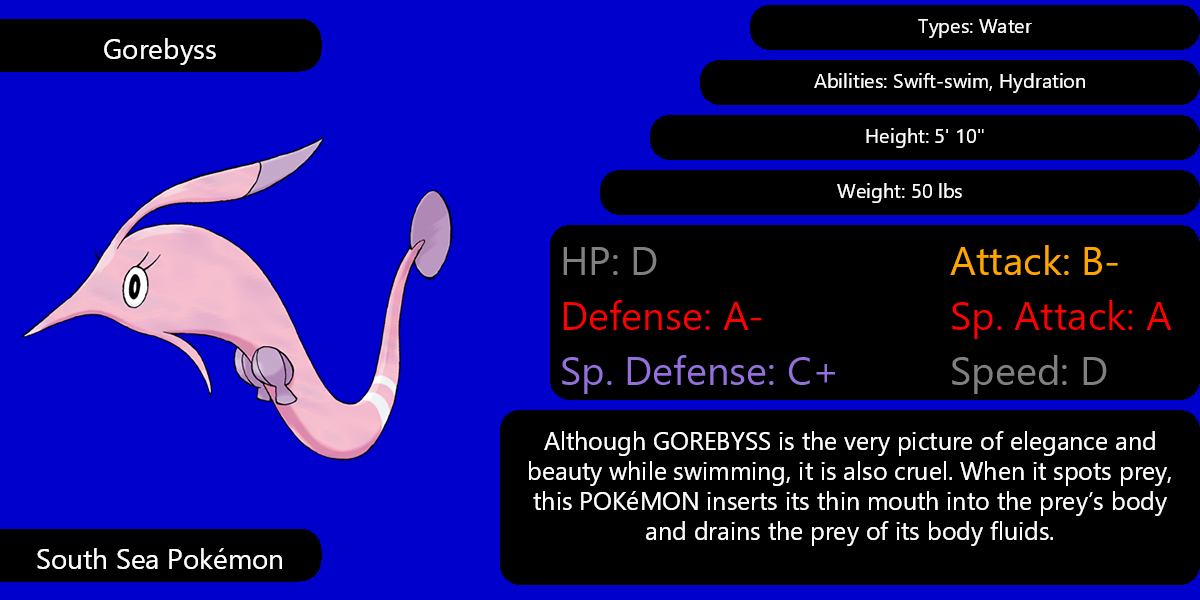 Gorebyss
Types: Water
Abilities: Swift-swim, Hydration
Height: 5' 10"
Weight: 50 lbs
HP: D
Attack: B-
Defense: A-
Sp. Attack: A
Sp. Defense: C+
Speed: D
Although GOREBYSS is the very picture of elegance and
beauty while swimming, it is also cruel. When it spots prey,
this POKéMON inserts its thin mouth into the prey’s body
and drains the prey of its body fluids.
South Sea Pokémon